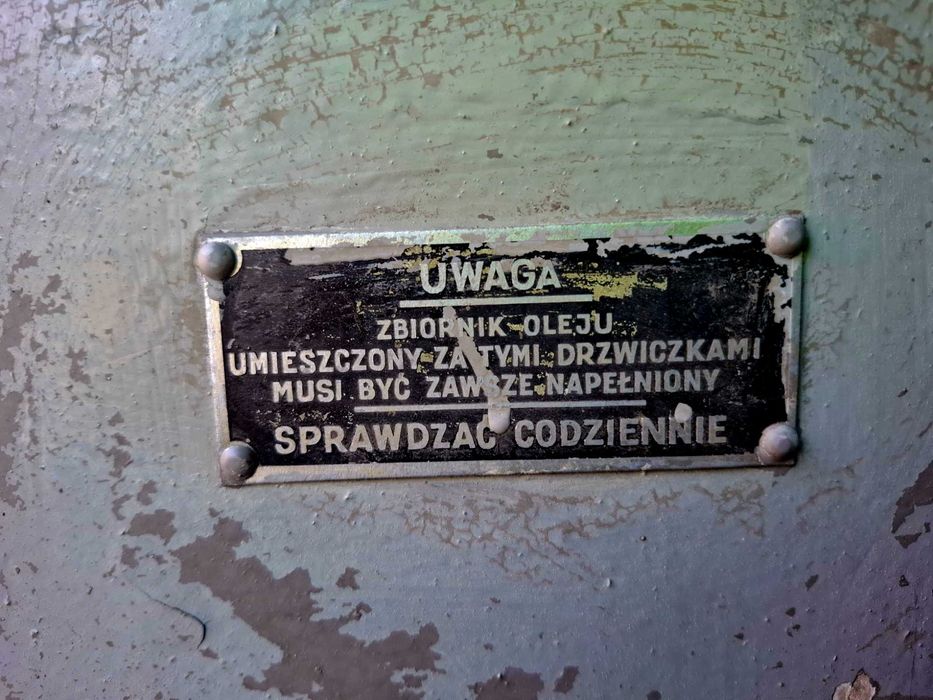 UWAGA
ZBIORNIK OLEJU
UMIESZCZONY ZA TYMI DRZWICZKAMI
MUSI BYĆ ZAWSZE NAPEŁNIONY
SPRAWDZAĆ CODZIENNIE